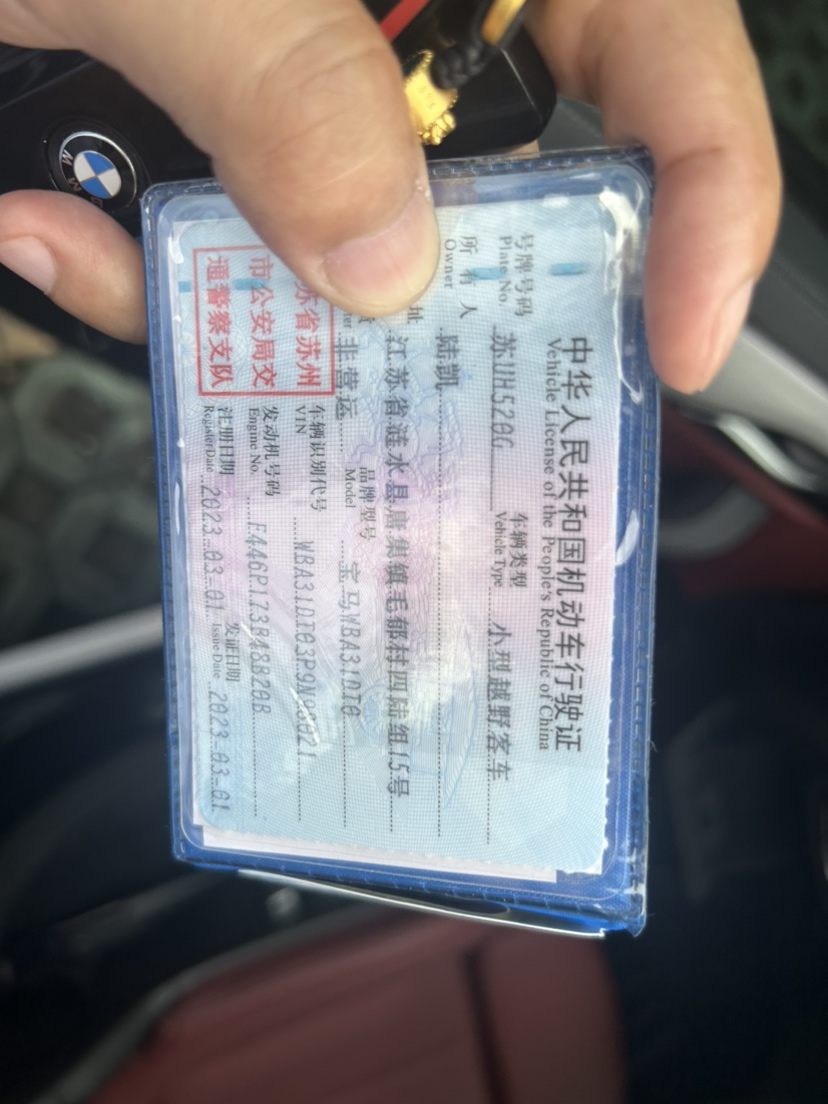 中华人民共和国机动车行驶证
Vehicle License of the People's Republic of China
号牌号码 苏UH520G 车辆类型 小型越野客车
Plate No. Vehicle Type
所有人 陆凯
Owner
址 江苏省涟水县唐集镇毛郁村四陆组15号
非营运 品牌型号 宝马WBA31DT0
Model
苏省苏州
市公安局交
通警察支队
车辆识别代号
VIN
发动机号码 F446P173B48B20B
Engine No.
注册日期 2023-03-01 发证日期 2023-03-01
Register Date Issue Date
BMW